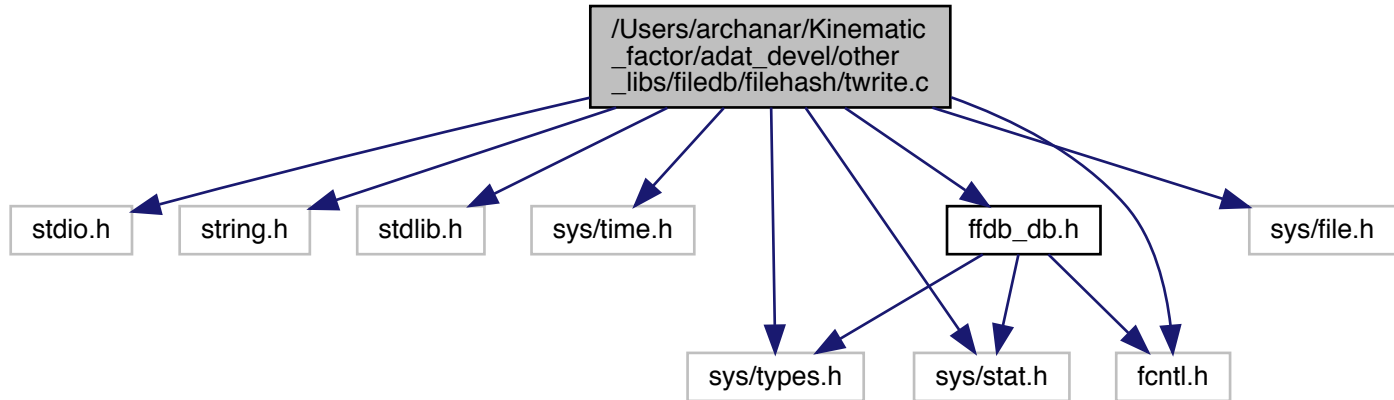 /Users/archanar/Kinematic
_factor/adat_devel/other
_libs/filedb/filehash/twrite.c
stdio.h
string.h
stdlib.h
sys/time.h
ffdb_db.h
sys/file.h
sys/types.h
sys/stat.h
fcntl.h